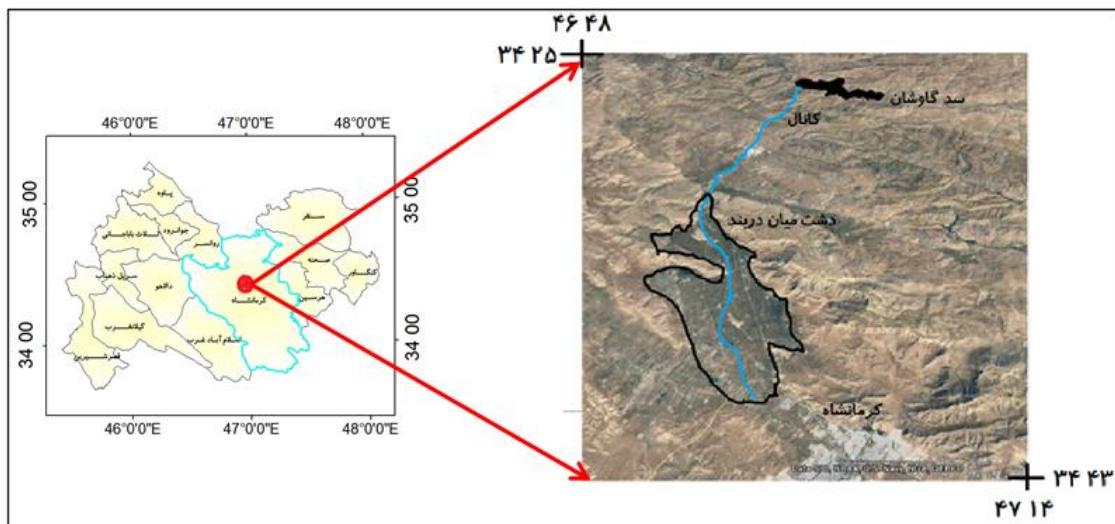 46°0'0"E 47°0'0"E 48°0'0"E
35 00
34 00
35 00
34 00
46°0'0"E 47°0'0"E 48°0'0"E
پاوه
جوانرود
ثلاث باباجانی
روانسر
سنقر
صحنه
کنگاور
سرپل ذهاب
دالاهو
کرمانشاه
هرسین
گیلانغرب
اسلام آباد غرب
قصرشیرین
۴۶ ۴۸
۳۴ ۲۵
سد گاوشان
کانال
دشت میان دربند
کرمانشاه
۳۴ ۴۳
۴۷ ۱۴